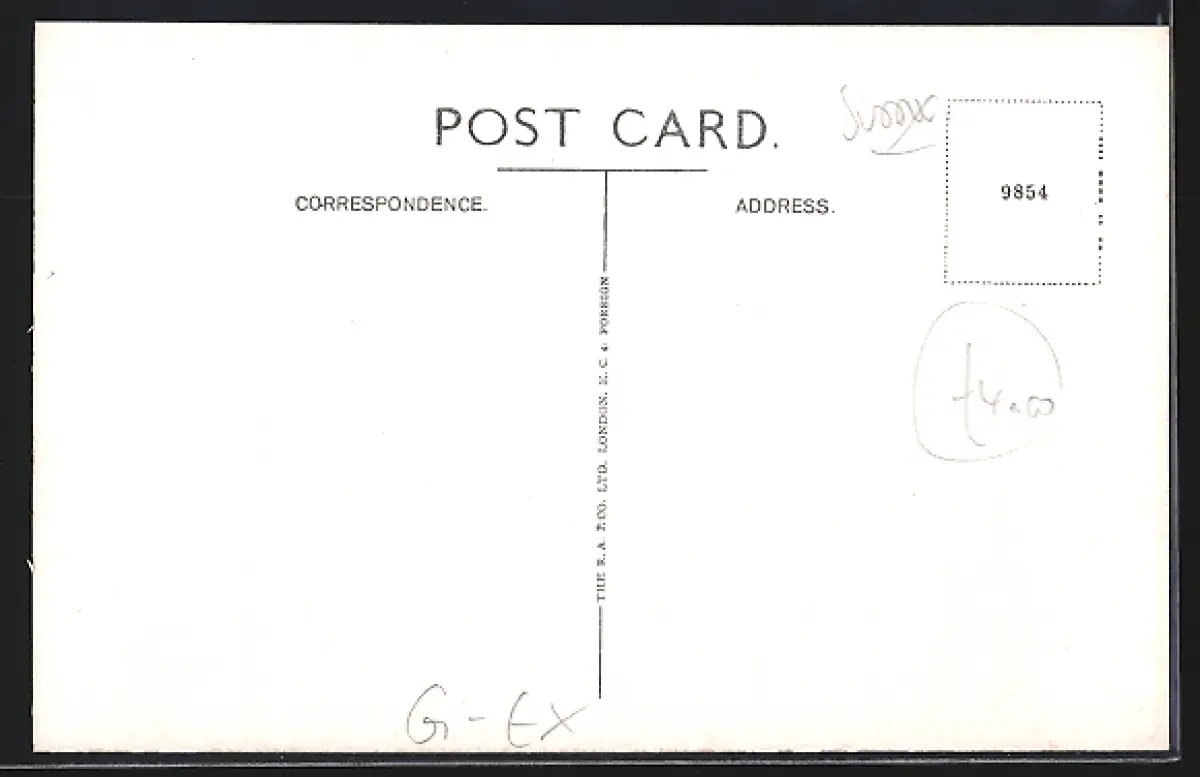 POST CARD.
Sussex
CORRESPONDENCE.
ADDRESS.
9854
THE R.A. P.CO. LTD. LONDON, E.C 4. FOREIGN
£4.00
G - EX